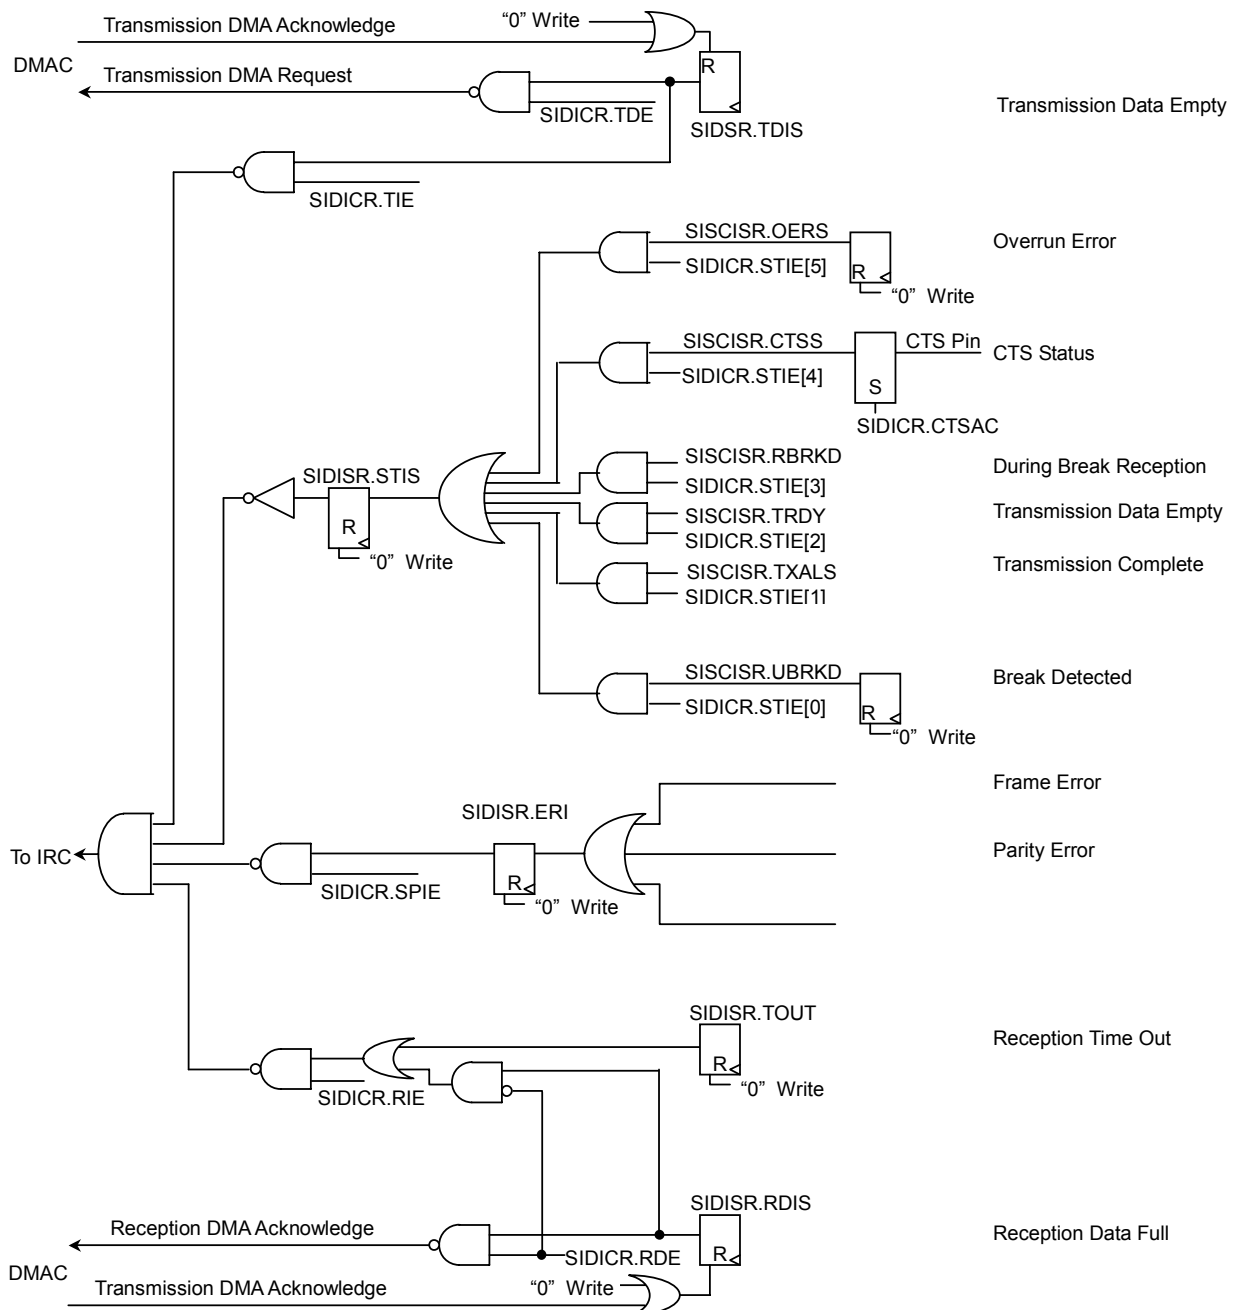 Transmission DMA Acknowledge
“0” Write
DMAC
Transmission DMA Request
R
SIDICR.TDE
SIDSR.TDIS
Transmission Data Empty
SIDICR.TIE
SISCISR.OERS
Overrun Error
SIDICR.STIE[5]
R
“0” Write
SISCISR.CTSS
CTS Pin
CTS Status
SIDICR.STIE[4]
S
SIDICR.CTSAC
SISCISR.RBRKD
During Break Reception
SIDISR.STIS
SIDICR.STIE[3]
SISCISR.TRDY
Transmission Data Empty
R
SIDICR.STIE[2]
“0” Write
SISCISR.TXALS
Transmission Complete
SIDICR.STIE[1]
SISCISR.UBRKD
Break Detected
SIDICR.STIE[0]
R
“0” Write
Frame Error
SIDISR.ERI
Parity Error
To IRC
R
SIDICR.SPIE
“0” Write
SIDISR.TOUT
Reception Time Out
R
“0” Write
SIDICR.RIE
SIDISR.RDIS
Reception DMA Acknowledge
Reception Data Full
R
SIDICR.RDE
DMAC
Transmission DMA Acknowledge
“0” Write